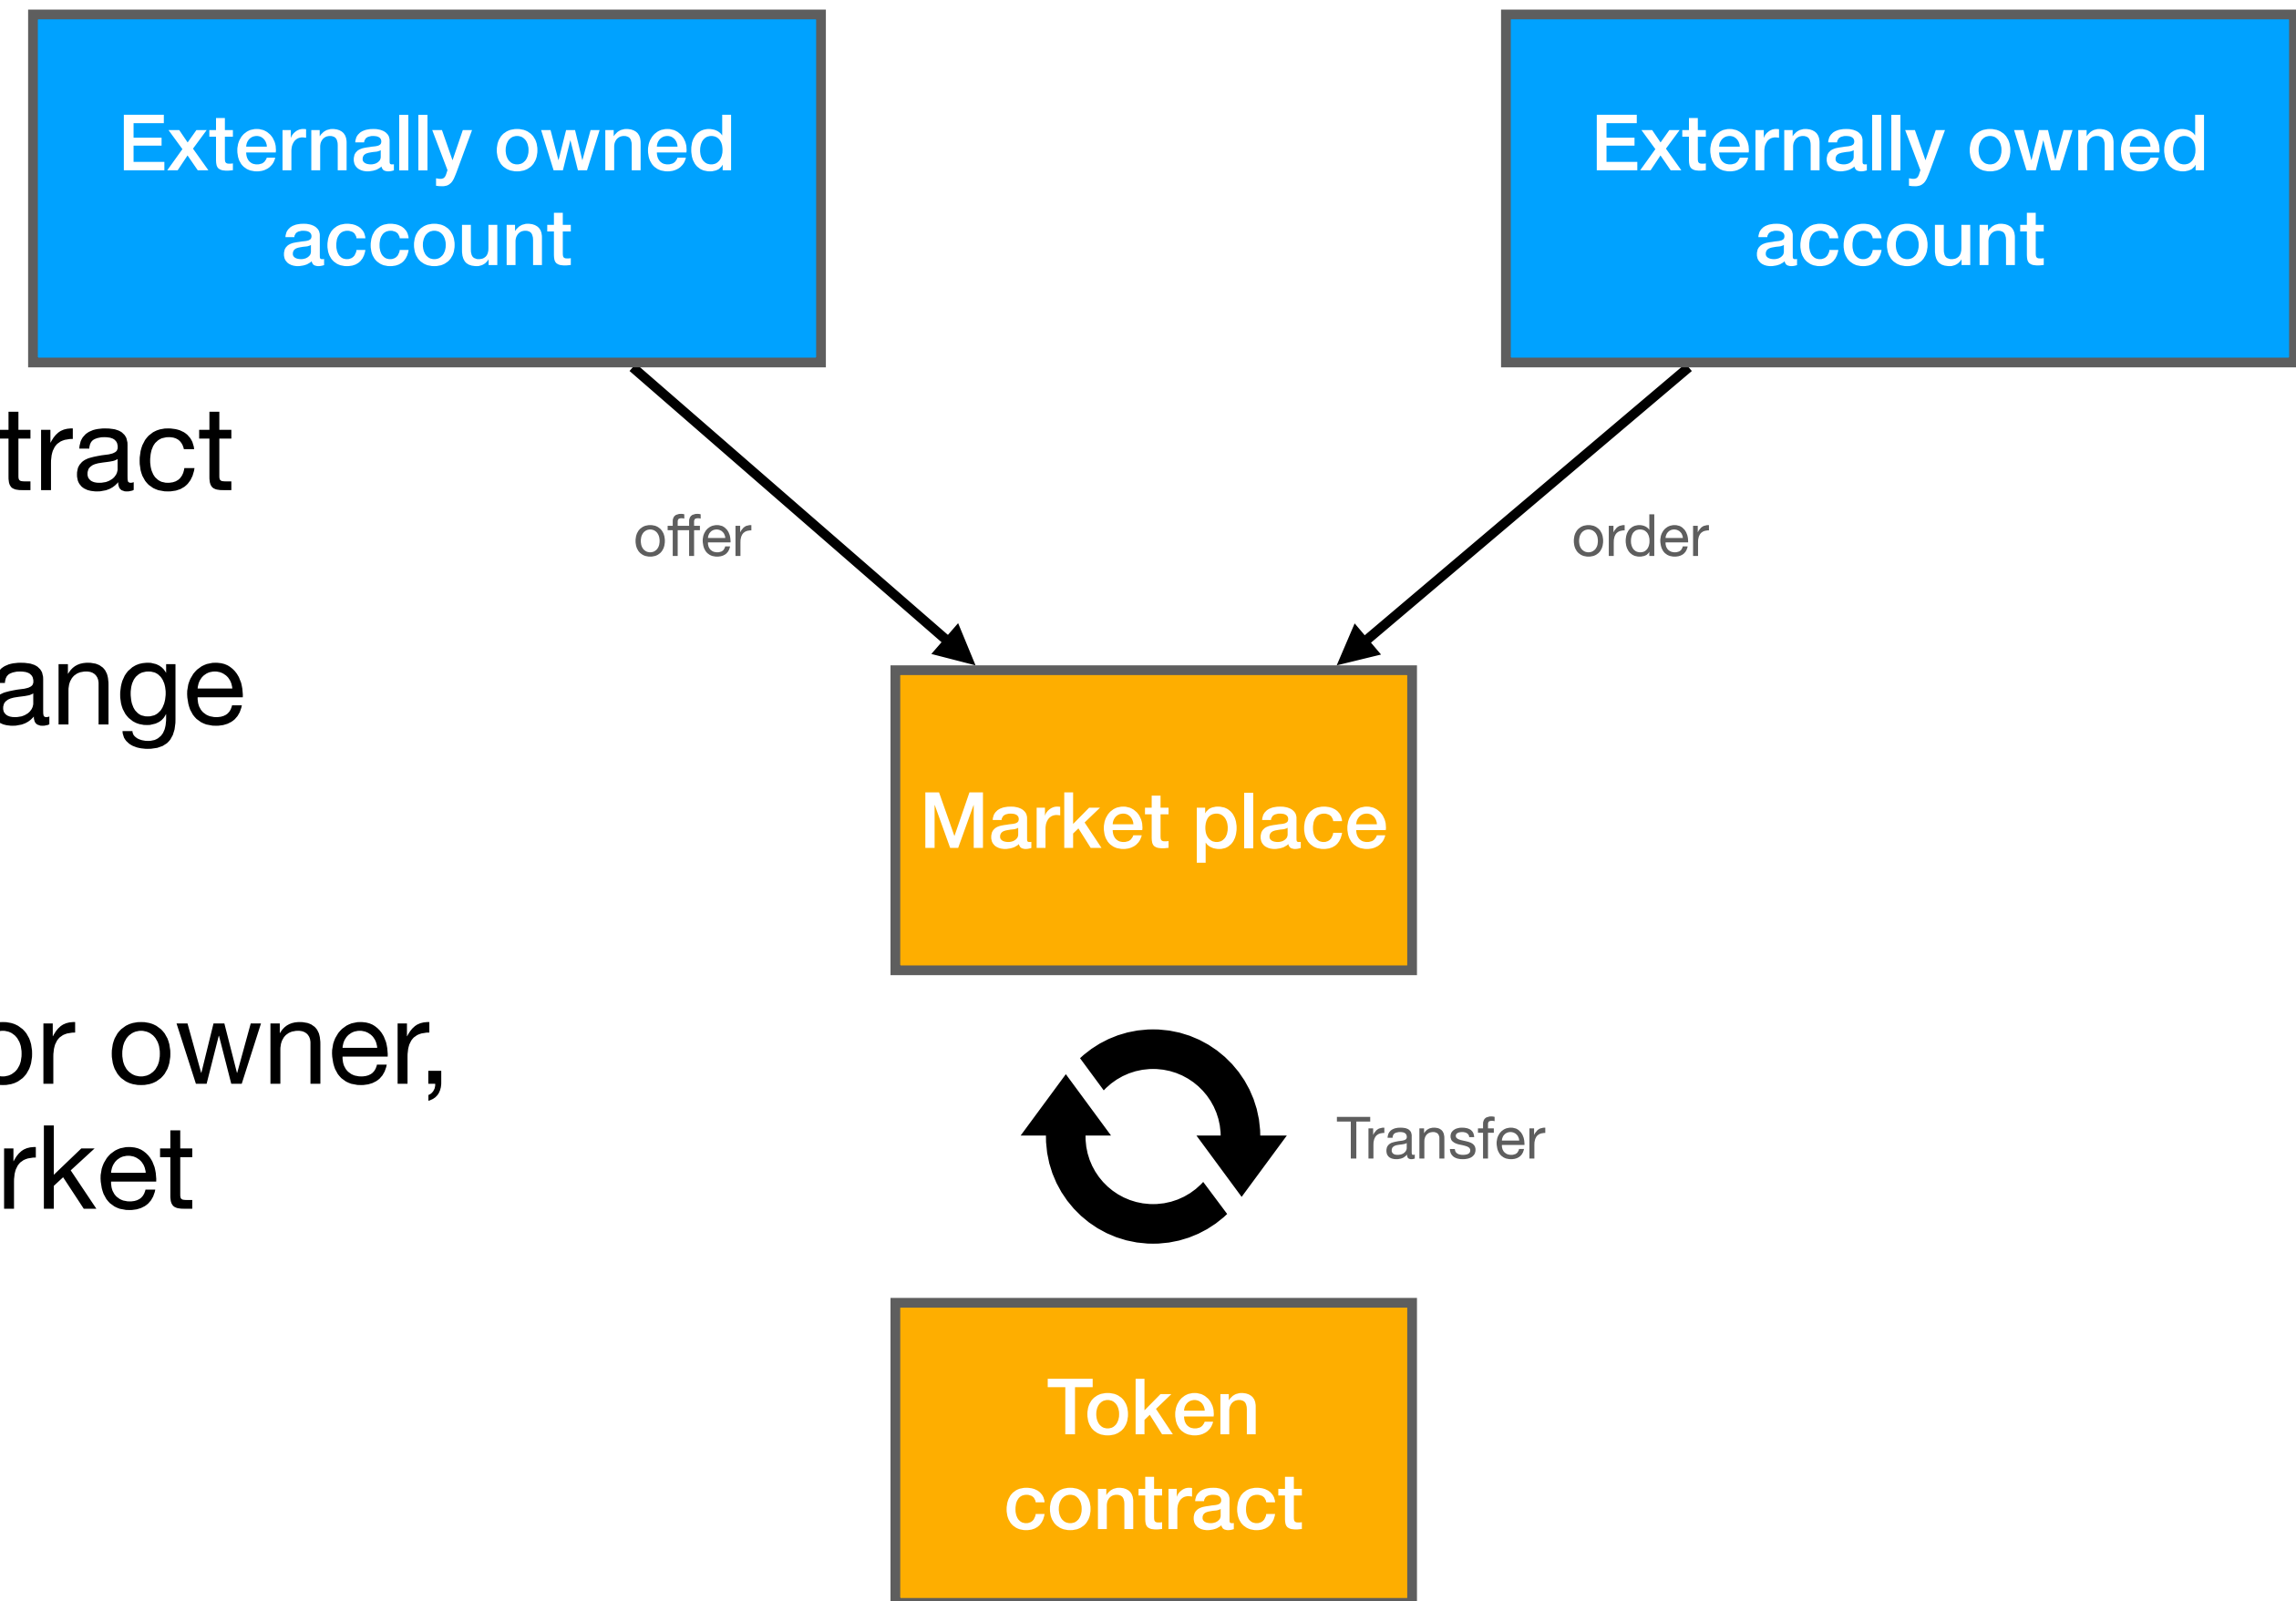 Externally owned
account
Externally owned
account
tract
offer
order
ange
Market place
or owner,
rket
Transfer
Token
contract